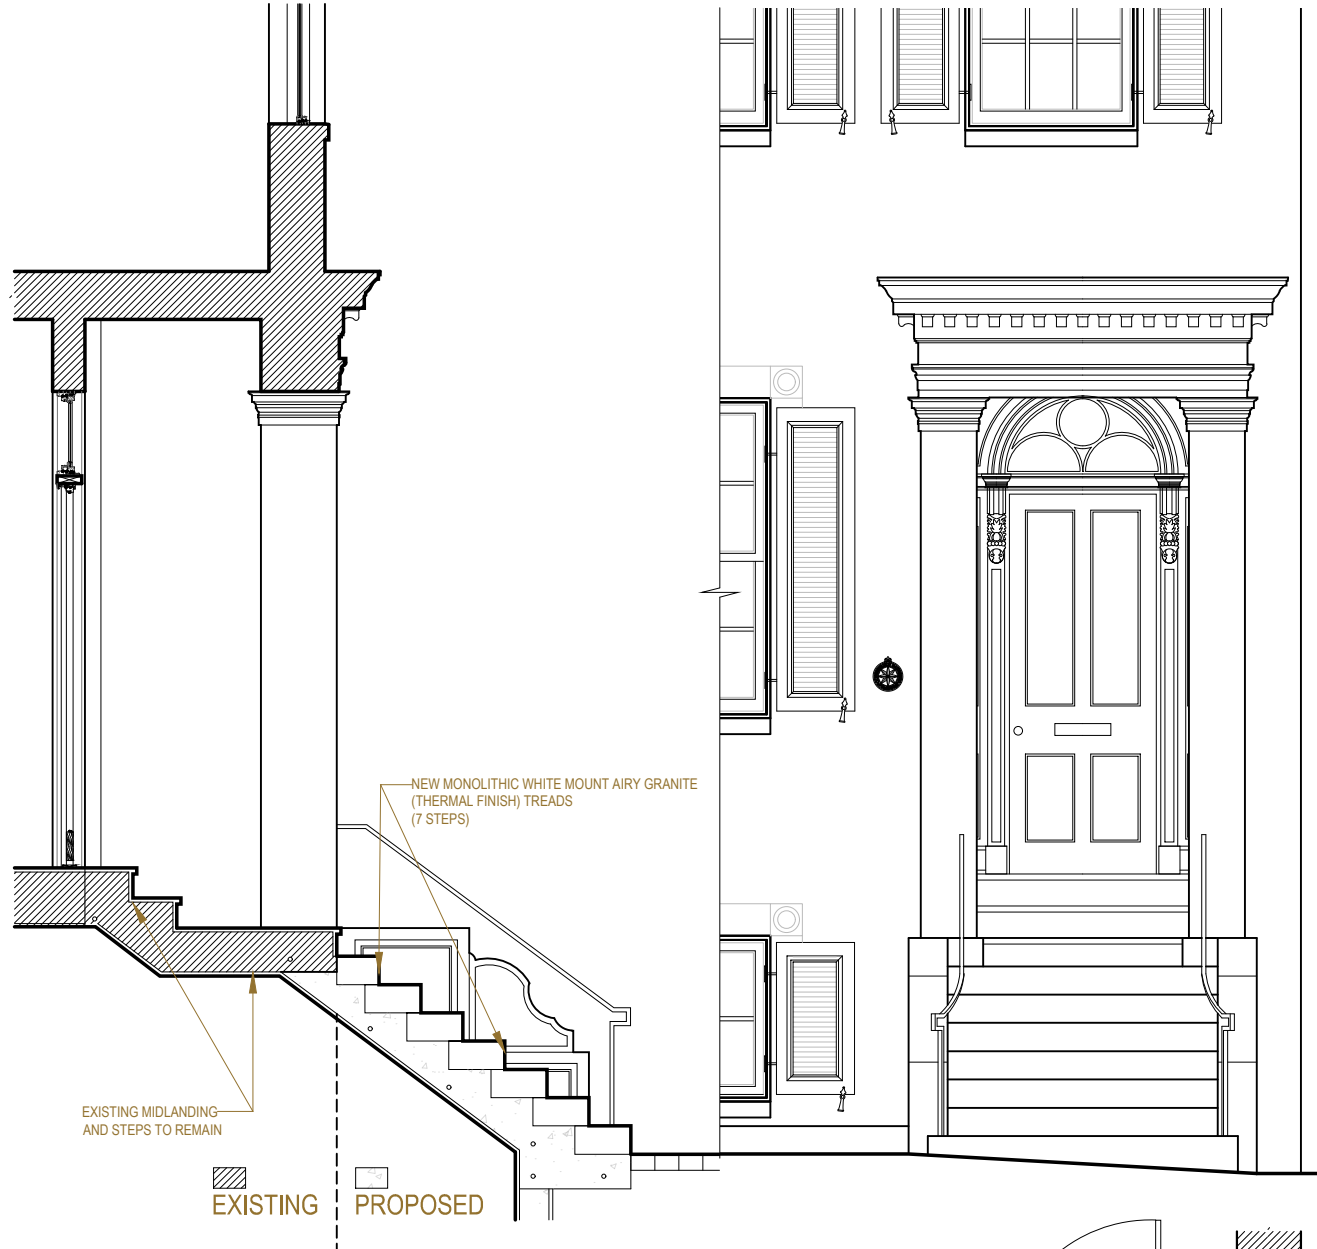 NEW MONOLITHIC WHITE MOUNT AIRY GRANITE
(THERMAL FINISH) TREADS
(7 STEPS)
EXISTING MIDLANDING
AND STEPS TO REMAIN
EXISTING
PROPOSED